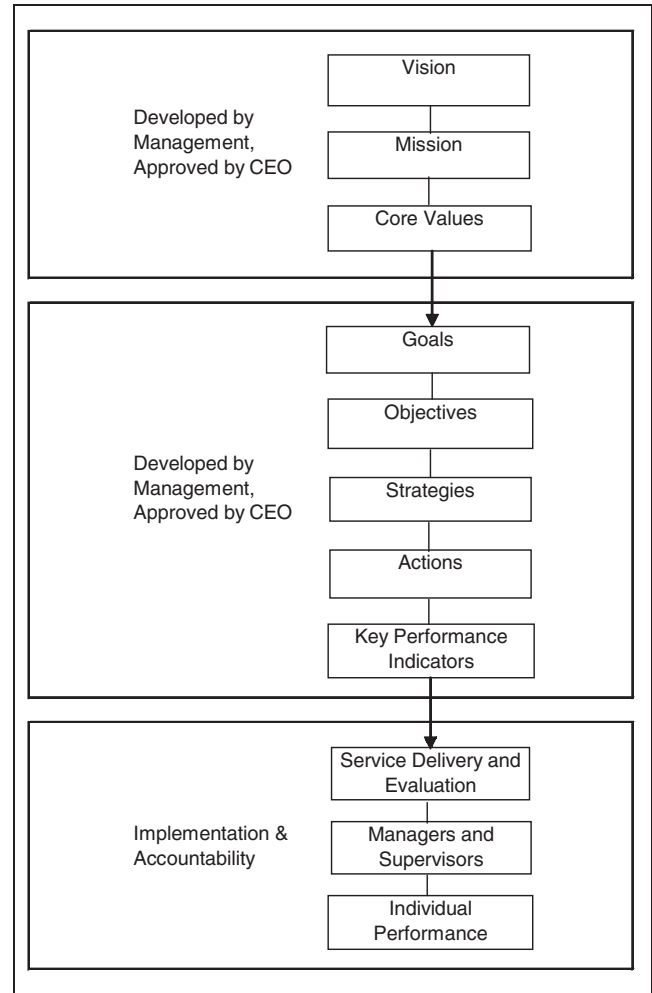 Vision
Developed by
Management,
Approved by CEO
Mission
Core Values
Goals
Objectives
Developed by
Management,
Approved by CEO
Strategies
Actions
Key Performance
Indicators
Service Delivery and
Evaluation
Implementation &
Accountability
Managers and
Supervisors
Individual
Performance